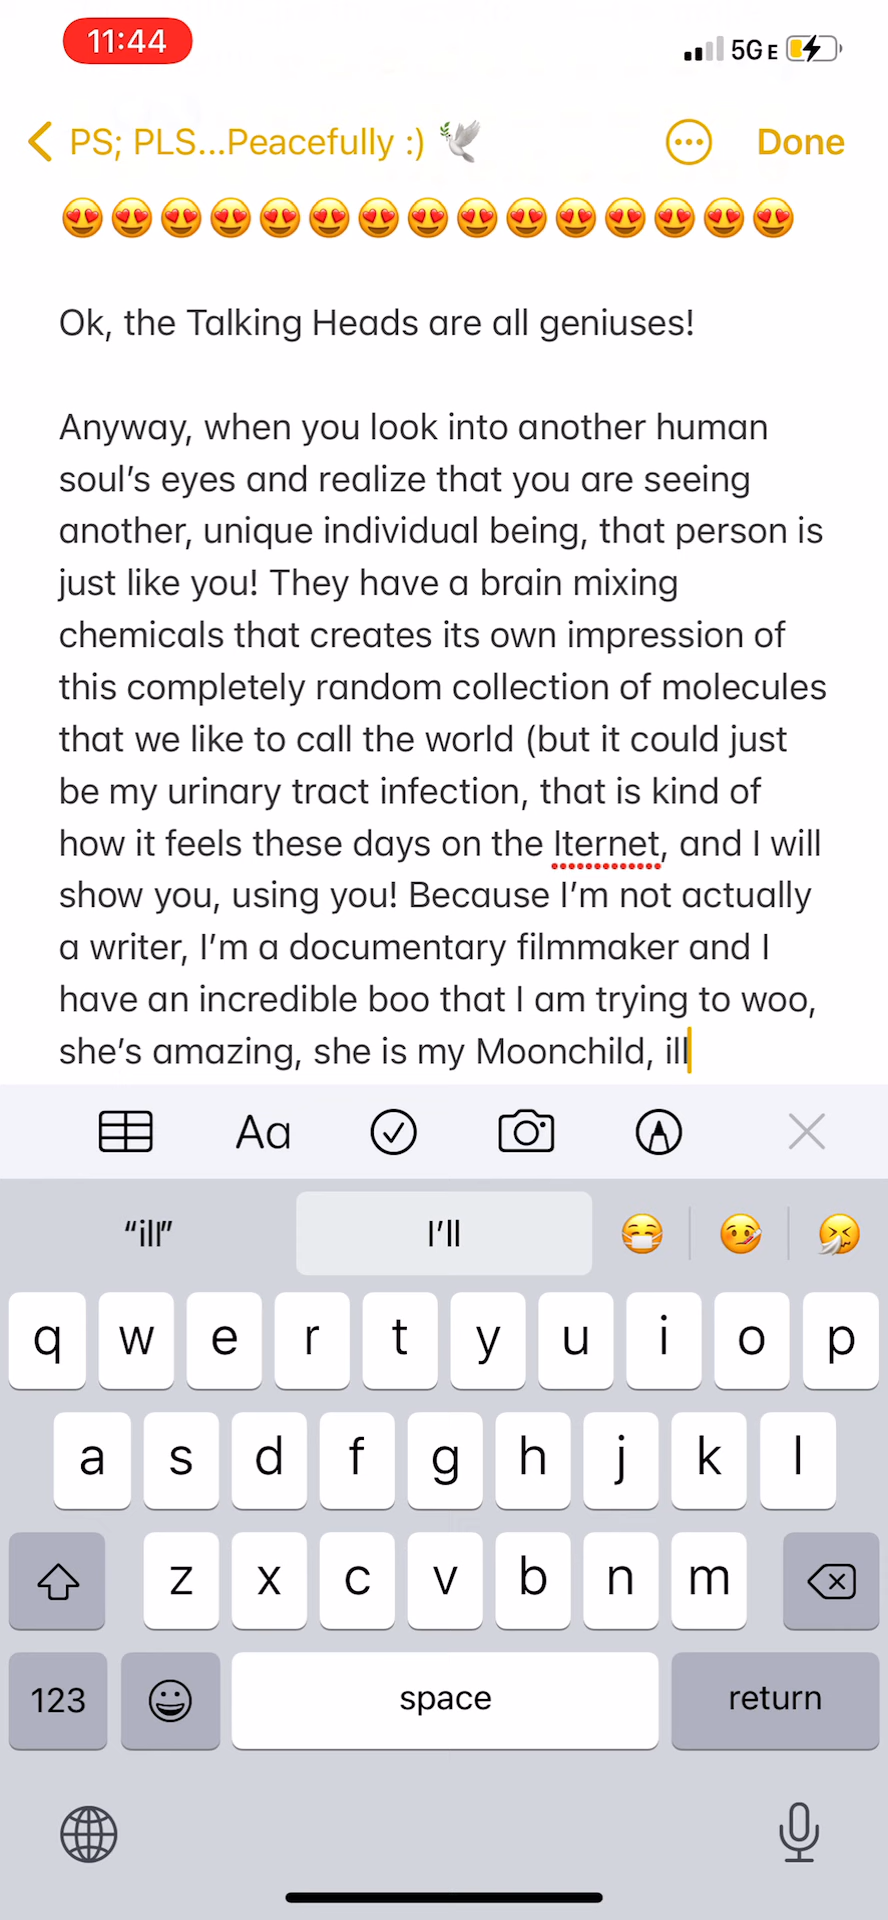 11:44 5GE
PS; PLS...Peacefully :) 🕊️ Done
😍😍😍😍😍😍😍😍😍😍😍😍😍😍😍
Ok, the Talking Heads are all geniuses!
Anyway, when you look into another human
soul's eyes and realize that you are seeing
another, unique individual being, that person is
just like you! They have a brain mixing
chemicals that creates its own impression of
this completely random collection of molecules
that we like to call the world (but it could just
be my urinary tract infection, that is kind of
how it feels these days on the Iternet, and I will
show you, using you! Because I'm not actually
a writer, I'm a documentary filmmaker and I
have an incredible boo that I am trying to woo,
she's amazing, she is my Moonchild, ill
Aa
“ill” I'll 😷 🤒 🤧
q w e r t y u i o p
a s d f g h j k l
z x c v b n m
123 space return